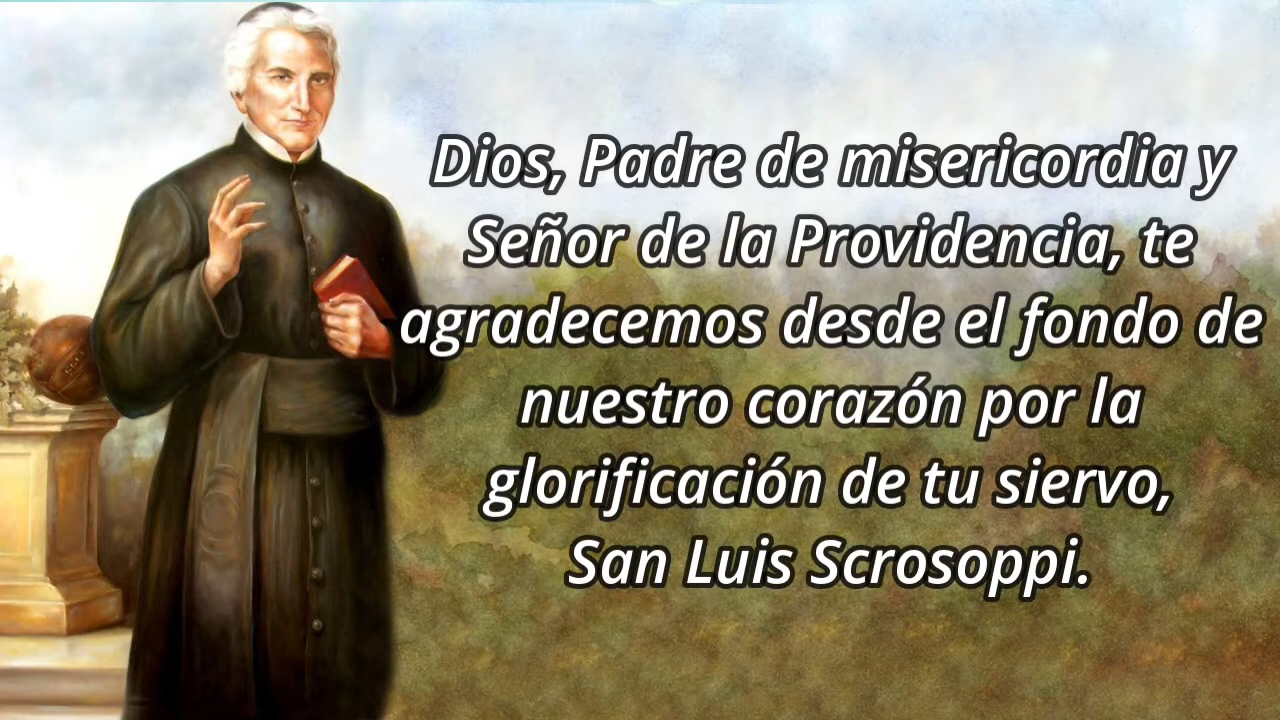 Dios, Padre de misericordia y
Señor de la Providencia, te
agradecemos desde el fondo de
nuestro corazón por la
glorificación de tu siervo,
San Luis Scrosoppi.